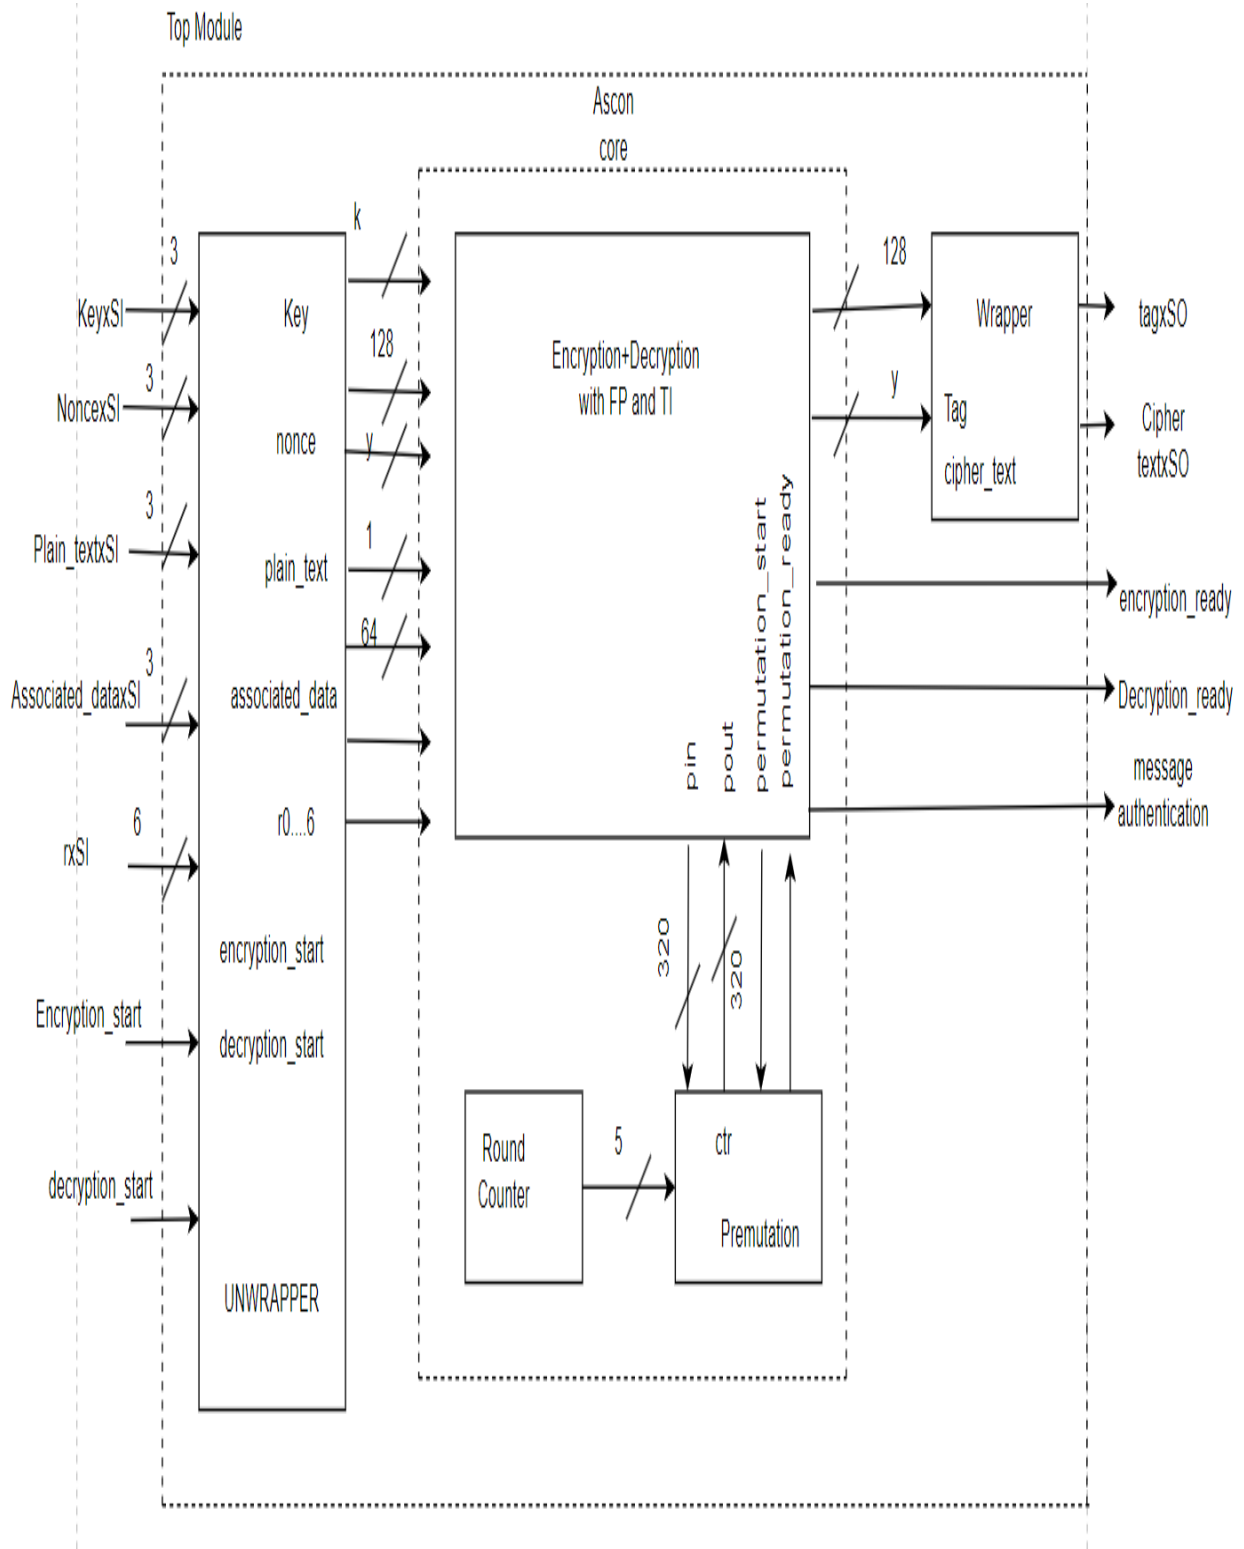 Top Module
Ascon
core
k
3
KeyxSI
Key
128
3
NoncexSI
nonce
y
3
Plain_textxSI
plain_text
1
64
3
Associated_dataxSI
associated_data
6
rxSI
r0....6
encryption_start
Encryption_start
decryption_start
decryption_start
UNWRAPPER
Encryption+Decryption
with FP and TI
pin
pout
permutation_start
permutation_ready
320
320
Round
Counter
5
ctr
Premutation
128
y
Wrapper
Tag
cipher_text
tagxSO
Cipher
textxSO
encryption_ready
Decryption_ready
message
authentication